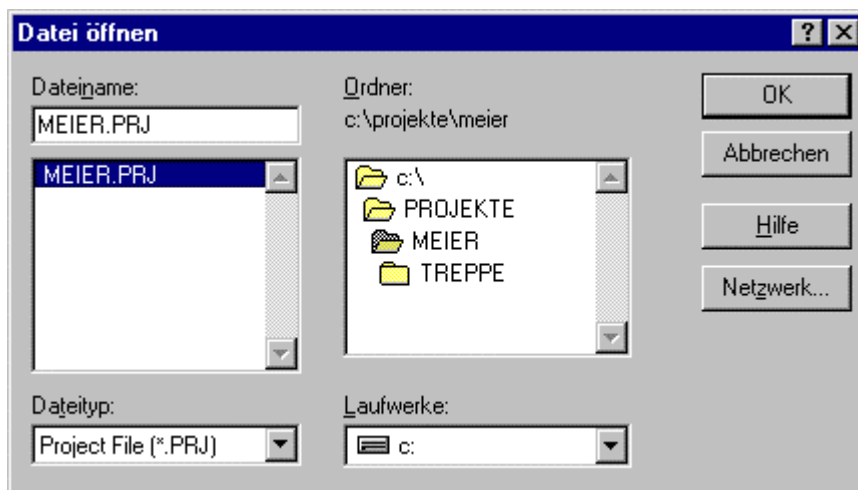 Datei öffnen
Dateiname:
MEIER.PRJ
MEIER.PRJ
Dateityp:
Project File (*.PRJ)
Ordner:
c:\projekte\meier
c:\
PROJEKTE
MEIER
TREPPE
Laufwerke:
c:
OK
Abbrechen
Hilfe
Netzwerk...